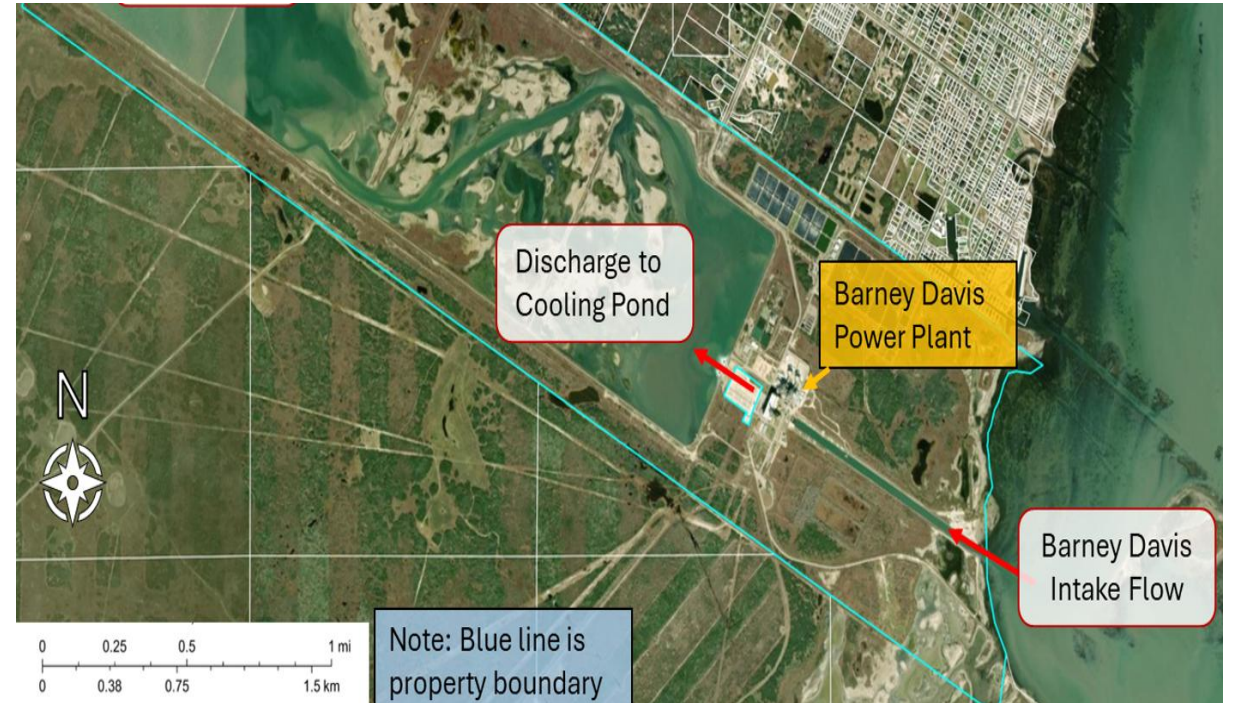 Discharge to
Cooling Pond
Barney Davis
Power Plant
N
Barney Davis
Intake Flow
0 0.25 0.5 1 mi
0 0.38 0.75 1.5 km
Note: Blue line is
property boundary